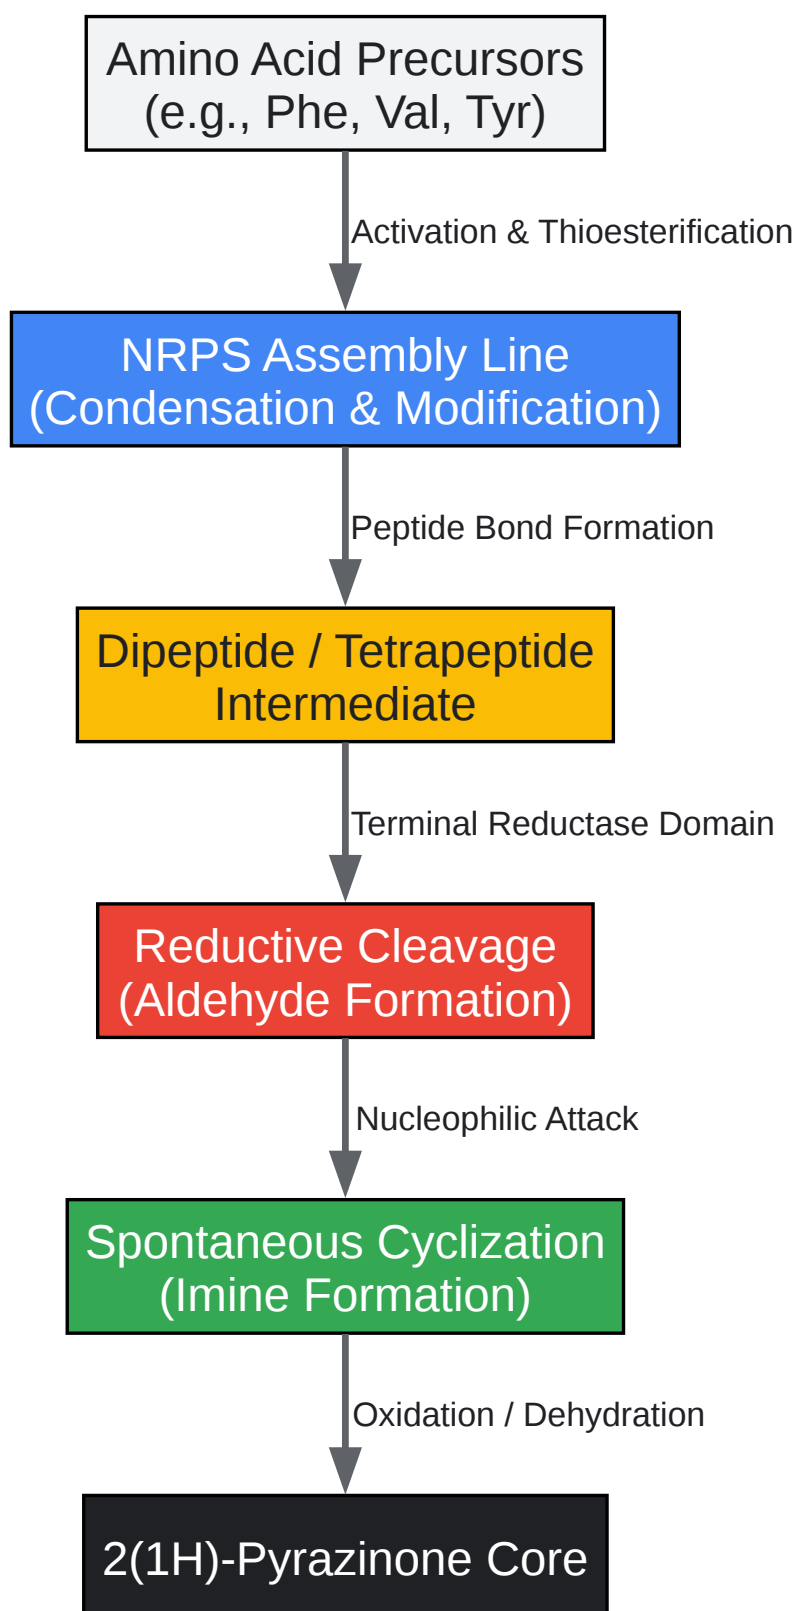 Amino Acid Precursors
(e.g., Phe, Val, Tyr)
Activation & Thioesterification
NRPS Assembly Line
(Condensation & Modification)
Peptide Bond Formation
Dipeptide / Tetrapeptide
Intermediate
Terminal Reductase Domain
Reductive Cleavage
(Aldehyde Formation)
Nucleophilic Attack
Spontaneous Cyclization
(Imine Formation)
Oxidation / Dehydration
2(1H)-Pyrazinone Core